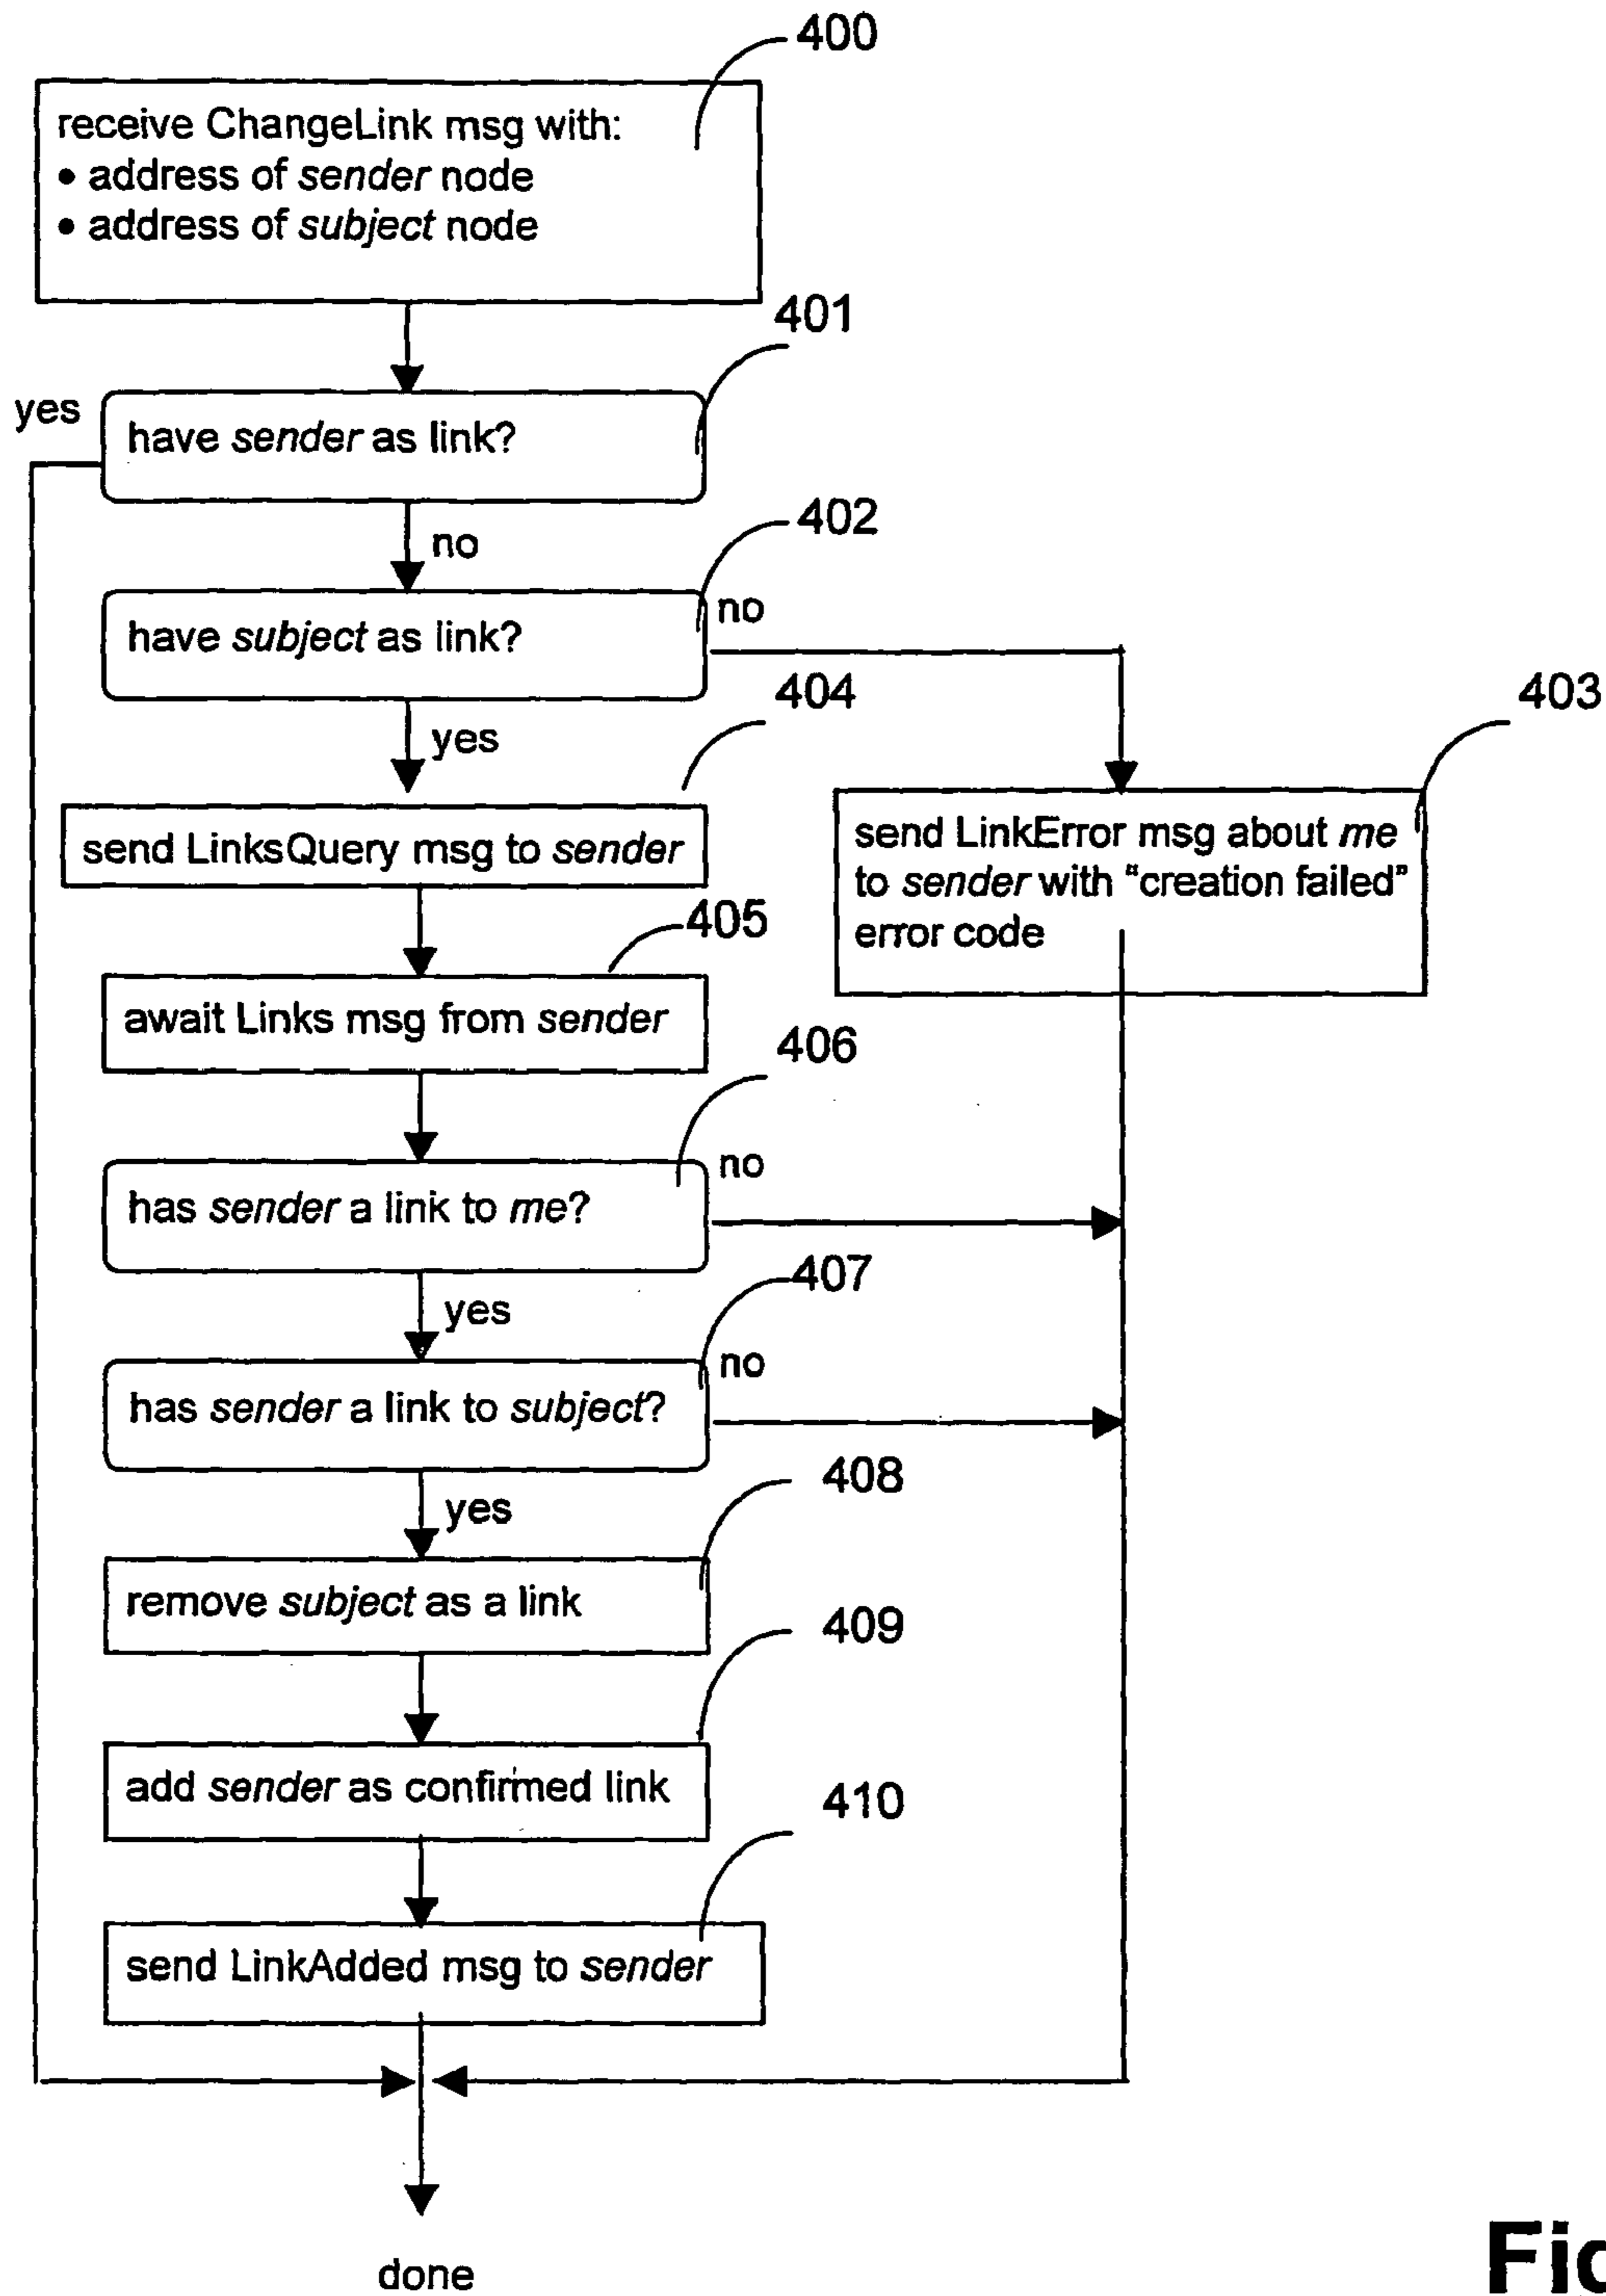 400
receive ChangeLink msg with:
• address of sender node
• address of subject node
401
yes
have sender as link?
no
402
have subject as link?
no
yes
404
403
send LinksQuery msg to sender
send LinkError msg about me
to sender with "creation failed"
error code
405
await Links msg from sender
406
has sender a link to me?
no
yes
407
has sender a link to subject?
no
yes
408
remove subject as a link
409
add sender as confirmed link
410
send LinkAdded msg to sender
done